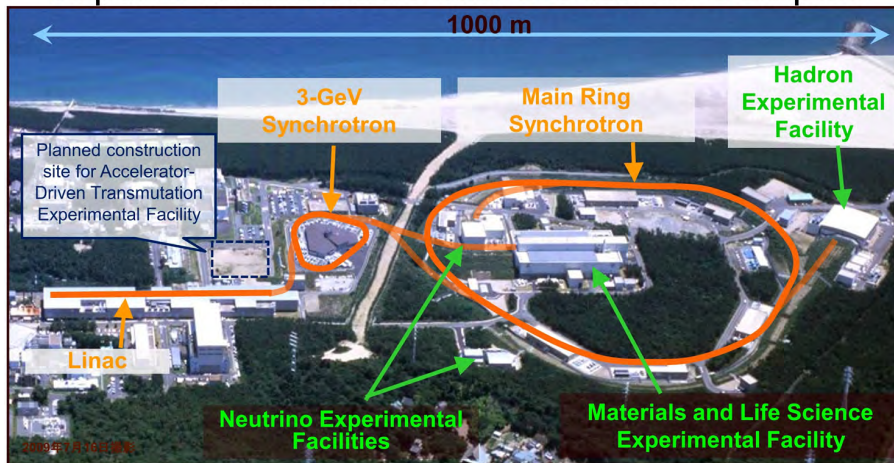 1000 m
Hadron
Experimental
Facility
3-GeV
Synchrotron
Main Ring
Synchrotron
Planned construction
site for Accelerator-
Driven Transmutation
Experimental Facility
Linac
Neutrino Experimental
Facilities
Materials and Life Science
Experimental Facility